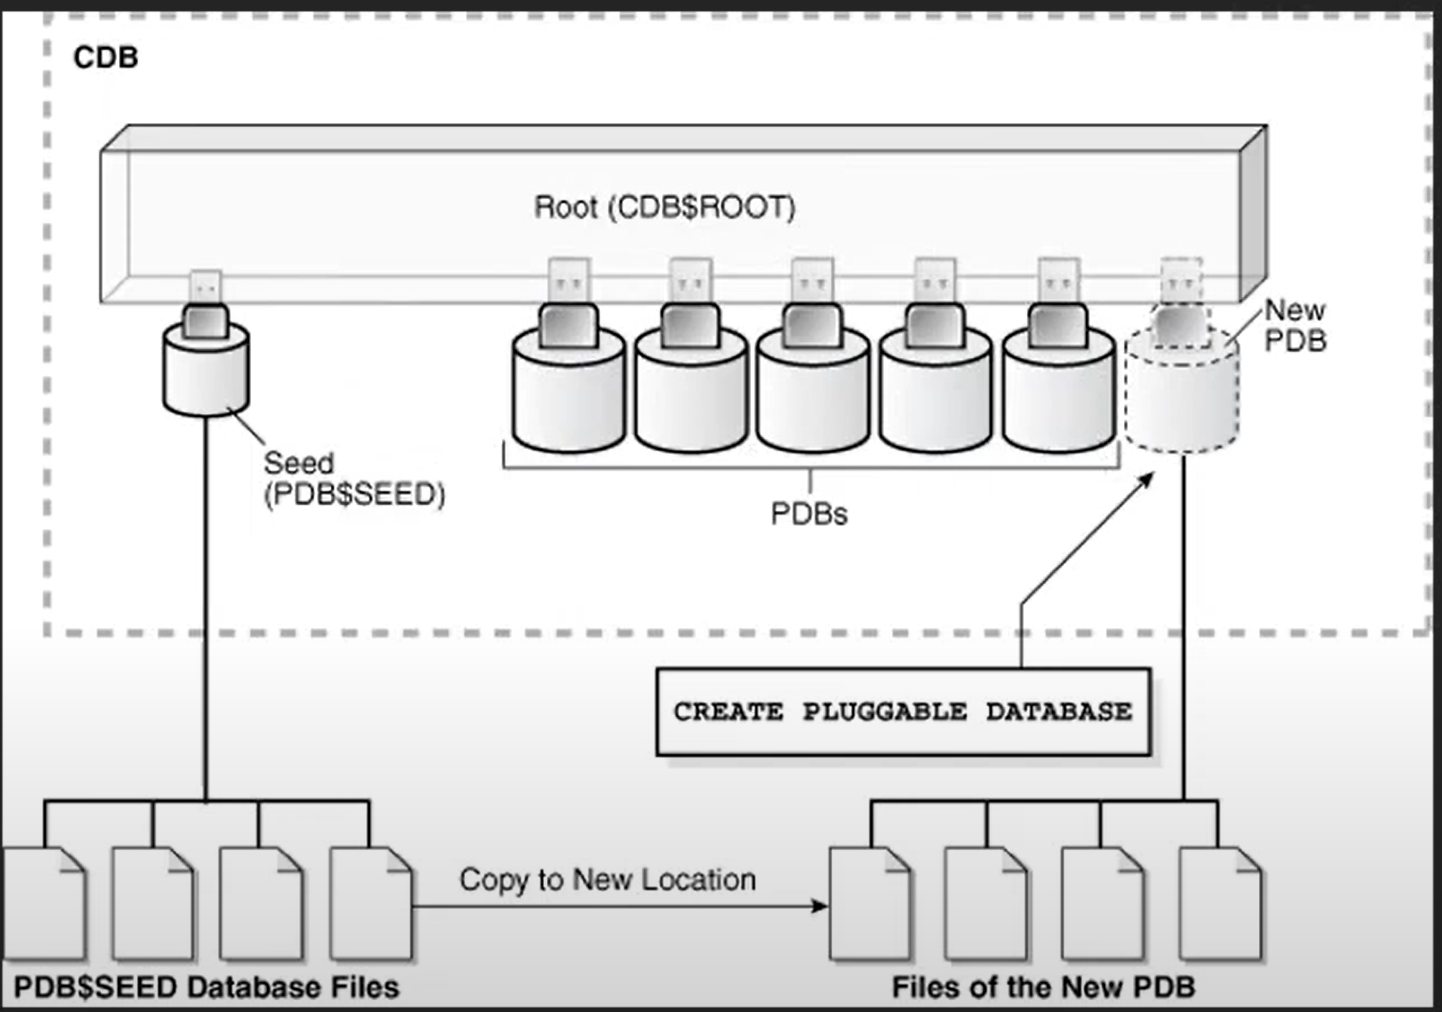 CDB
Root (CDB$ROOT)
New
PDB
Seed
(PDB$SEED)
PDBs
CREATE PLUGGABLE DATABASE
Copy to New Location
PDB$SEED Database Files
Files of the New PDB